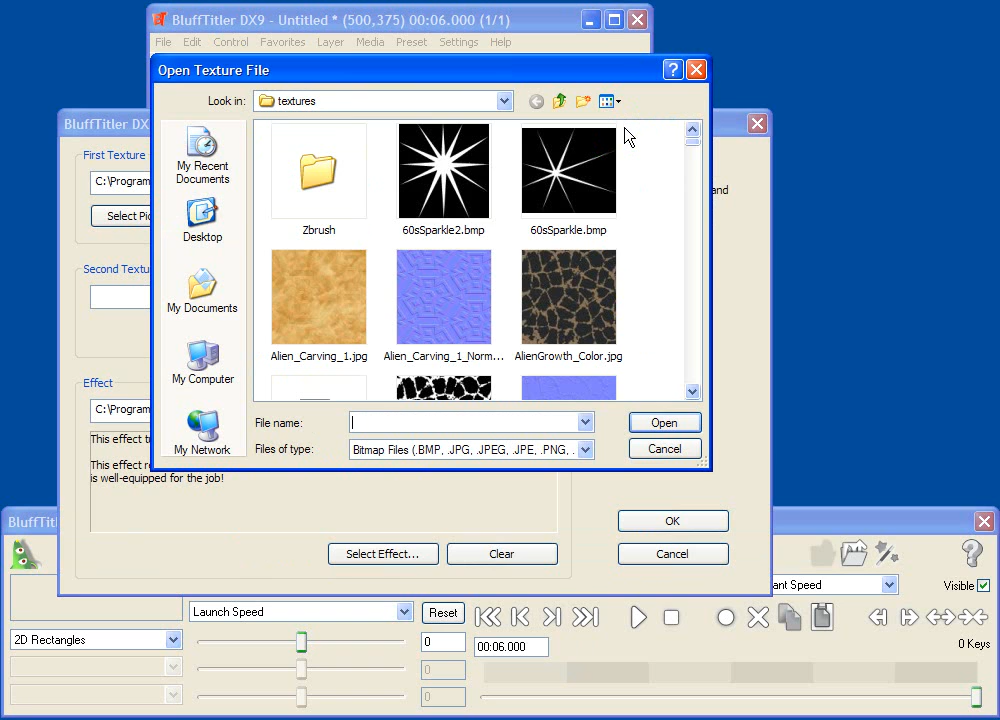 BluffTitler DX9 - Untitled * (500,375) 00:06.000 (1/1)
File Edit Control Favorites Layer Media Preset Settings Help
Open Texture File
Look in: textures
BluffTitler DX
First Texture
C:\Program
and
Select Pi
Second Textu
Effect
C:\Program
This effect tu
This effect re
is well-equipped for the job!
My Recent
Documents
Desktop
My Documents
My Computer
My Network
Zbrush
60sSparkle2.bmp
60sSparkle.bmp
Alien_Carving_1.jpg
Alien_Carving_1_Norm...
AlienGrowth_Color.jpg
File name:
Open
Files of type: Bitmap Files (.BMP, .JPG, .JPEG, .JPE, .PNG, .
Cancel
OK
Select Effect...
Clear
Cancel
BluffTitl
ant Speed
Visible
Launch Speed
Reset
2D Rectangles
0
00:06.000
0 Keys
0
0